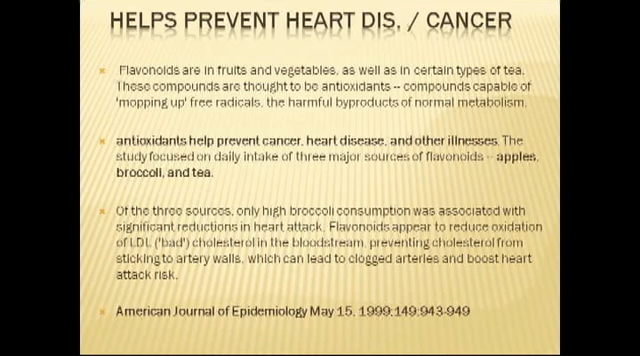 HELPS PREVENT HEART DIS. / CANCER
Flavonoids are in fruits and vegetables, as well as in certain types of tea.
These compounds are thought to be antioxidants -- compounds capable of
'mopping up' free radicals, the harmful byproducts of normal metabolism.
antioxidants help prevent cancer, heart disease, and other illnesses. The
study focused on daily intake of three major sources of flavonoids -- apples,
broccoli, and tea.
Of the three sources, only high broccoli consumption was associated with
significant reductions in heart attack. Flavonoids appear to reduce oxidation
of LDL ('bad') cholesterol in the bloodstream, preventing cholesterol from
sticking to artery walls, which can lead to clogged arteries and boost heart
attack risk.
American Journal of Epidemiology May 15, 1999;149:943-949